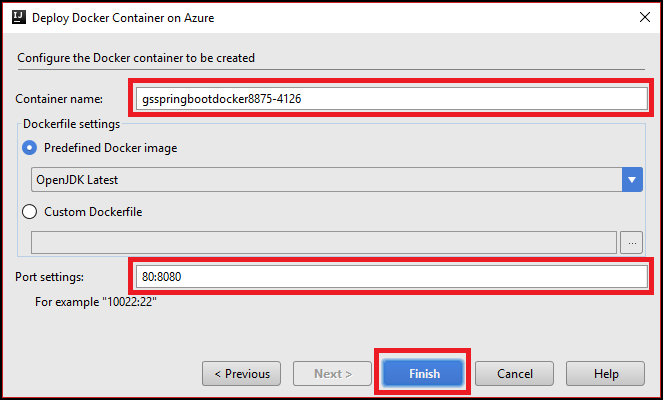 IJ Deploy Docker Container on Azure
Configure the Docker container to be created
Container name: gsspringbootdocker8875-4126
Dockerfile settings
Predefined Docker image
OpenJDK Latest
Custom Dockerfile
...
Port settings: 80:8080
For example "10022:22"
< Previous Next > Finish Cancel Help